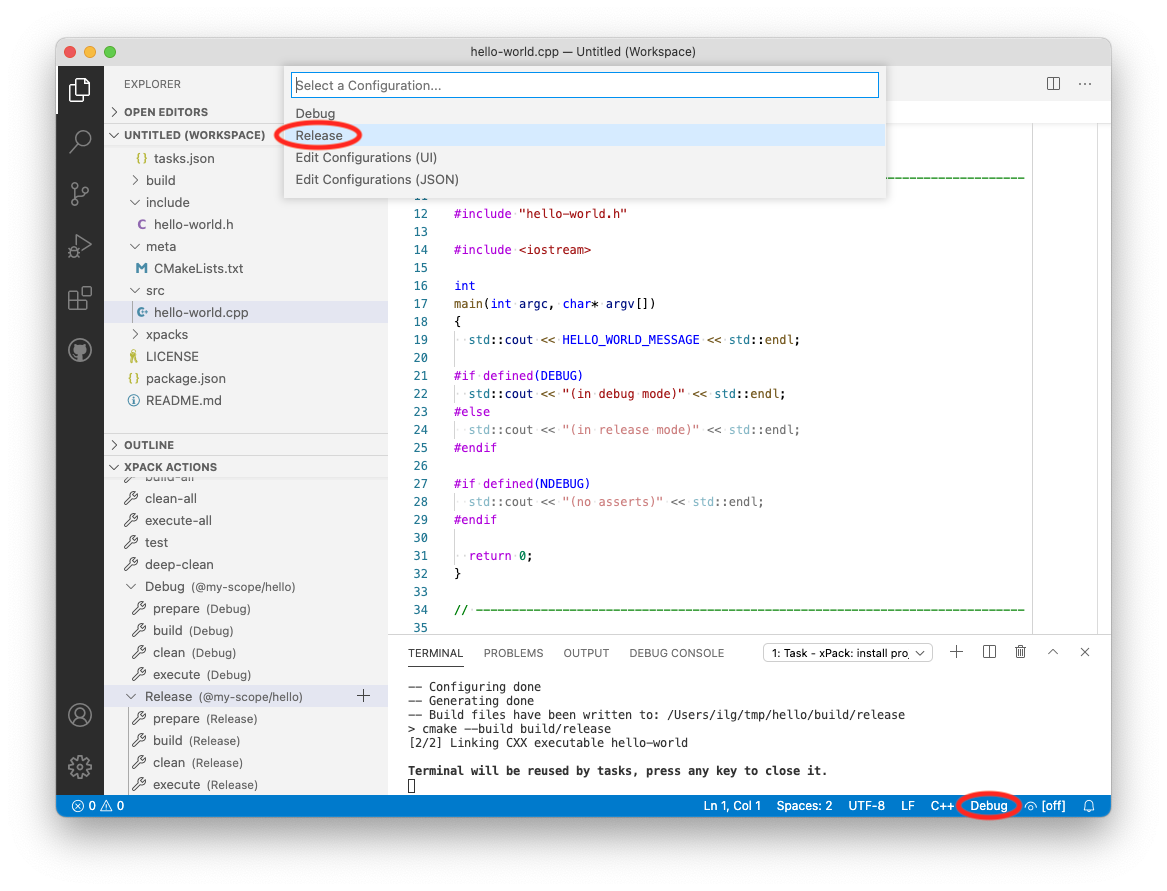 hello-world.cpp — Untitled (Workspace)
EXPLORER
OPEN EDITORS
UNTITLED (WORKSPACE)
{} tasks.json
build
include
C hello-world.h
meta
M CMakeLists.txt
src
C++ hello-world.cpp
xpacks
LICENSE
{} package.json
README.md
OUTLINE
XPACK ACTIONS
build-all
clean-all
execute-all
test
deep-clean
Debug (@my-scope/hello)
prepare (Debug)
build (Debug)
clean (Debug)
execute (Debug)
Release (@my-scope/hello)
prepare (Release)
build (Release)
clean (Release)
execute (Release)
Select a Configuration...
Debug
Release
Edit Configurations (UI)
Edit Configurations (JSON)
11
12 #include "hello-world.h"
13
14 #include <iostream>
15
16 int
17 main(int argc, char* argv[])
18 {
19 std::cout << HELLO_WORLD_MESSAGE << std::endl;
20
21 #if defined(DEBUG)
22 std::cout << "(in debug mode)" << std::endl;
23 #else
24 std::cout << "(in release mode)" << std::endl;
25 #endif
26
27 #if defined(NDEBUG)
28 std::cout << "(no asserts)" << std::endl;
29 #endif
30
31 return 0;
32 }
33
34 // ----------------------------------------------------------------------------
35
TERMINAL PROBLEMS OUTPUT DEBUG CONSOLE 1: Task - xPack: install proj
-- Configuring done
-- Generating done
-- Build files have been written to: /Users/ilg/tmp/hello/build/release
> cmake --build build/release
[2/2] Linking CXX executable hello-world
Terminal will be reused by tasks, press any key to close it.
0 0 Ln 1, Col 1 Spaces: 2 UTF-8 LF C++ Debug [off]